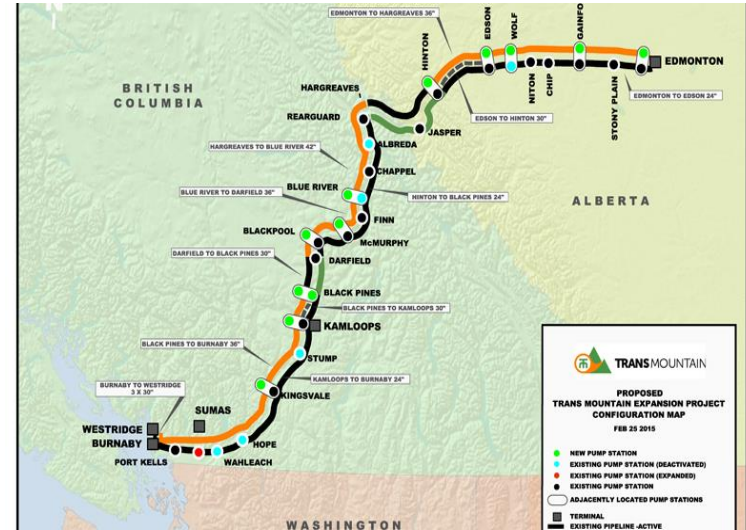 N
EDMONTON TO HARGREAVES 36"
HINTON
EDSON
WOLF
GAINFO
EDMONTON
BRITISH
COLUMBIA
HARGREAVES
REARGUARD
NITON
CHIP
STONY PLAIN
EDMONTON TO EDSON 24"
EDSON TO HINTON 30"
JASPER
ALBREDA
HARGREAVES TO BLUE RIVER 42"
CHAPPEL
BLUE RIVER
BLUE RIVER TO DARFIELD 36"
HINTON TO BLACK PINES 24"
ALBERTA
FINN
BLACKPOOL
McMURPHY
DARFIELD TO BLACK PINES 30"
DARFIELD
BLACK PINES
BLACK PINES TO KAMLOOPS 30"
KAMLOOPS
BLACK PINES TO BURNABY 36"
STUMP
KAMLOOPS TO BURNABY 24"
BURNABY TO WESTRIDGE
3 X 30"
KINGSVALE
SUMAS
WESTRIDGE
BURNABY
HOPE
PORT KELLS
WAHLEACH
WASHINGTON
TRANSMOUNTAIN
PROPOSED
TRANS MOUNTAIN EXPANSION PROJECT
CONFIGURATION MAP
FEB 25 2015
NEW PUMP STATION
EXISTING PUMP STATION (DEACTIVATED)
EXISTING PUMP STATION (EXPANDED)
EXISTING PUMP STATION
ADJACENTLY LOCATED PUMP STATIONS
TERMINAL
EXISTING PIPELINE -ACTIVE